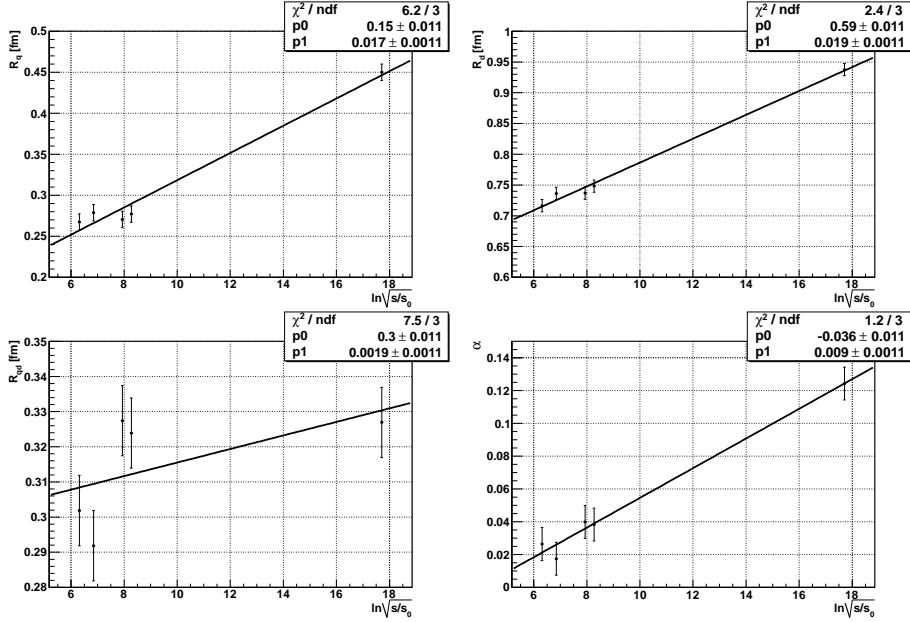 χ² / ndf 6.2 / 3
p0 0.15 ± 0.011
p1 0.017 ± 0.0011
R_q [fm]
0.5
0.45
0.4
0.35
0.3
0.25
0.2
6 8 10 12 14 16 18
ln√s/s₀
χ² / ndf 2.4 / 3
p0 0.59 ± 0.011
p1 0.019 ± 0.0011
R_d [fm]
1
0.95
0.9
0.85
0.8
0.75
0.7
0.65
0.6
6 8 10 12 14 16 18
ln√s/s₀
χ² / ndf 7.5 / 3
p0 0.3 ± 0.011
p1 0.0019 ± 0.0011
R_qd [fm]
0.35
0.34
0.33
0.32
0.31
0.3
0.29
0.28
6 8 10 12 14 16 18
ln√s/s₀
χ² / ndf 1.2 / 3
p0 -0.036 ± 0.011
p1 0.009 ± 0.0011
α
0.14
0.12
0.1
0.08
0.06
0.04
0.02
0
6 8 10 12 14 16 18
ln√s/s₀